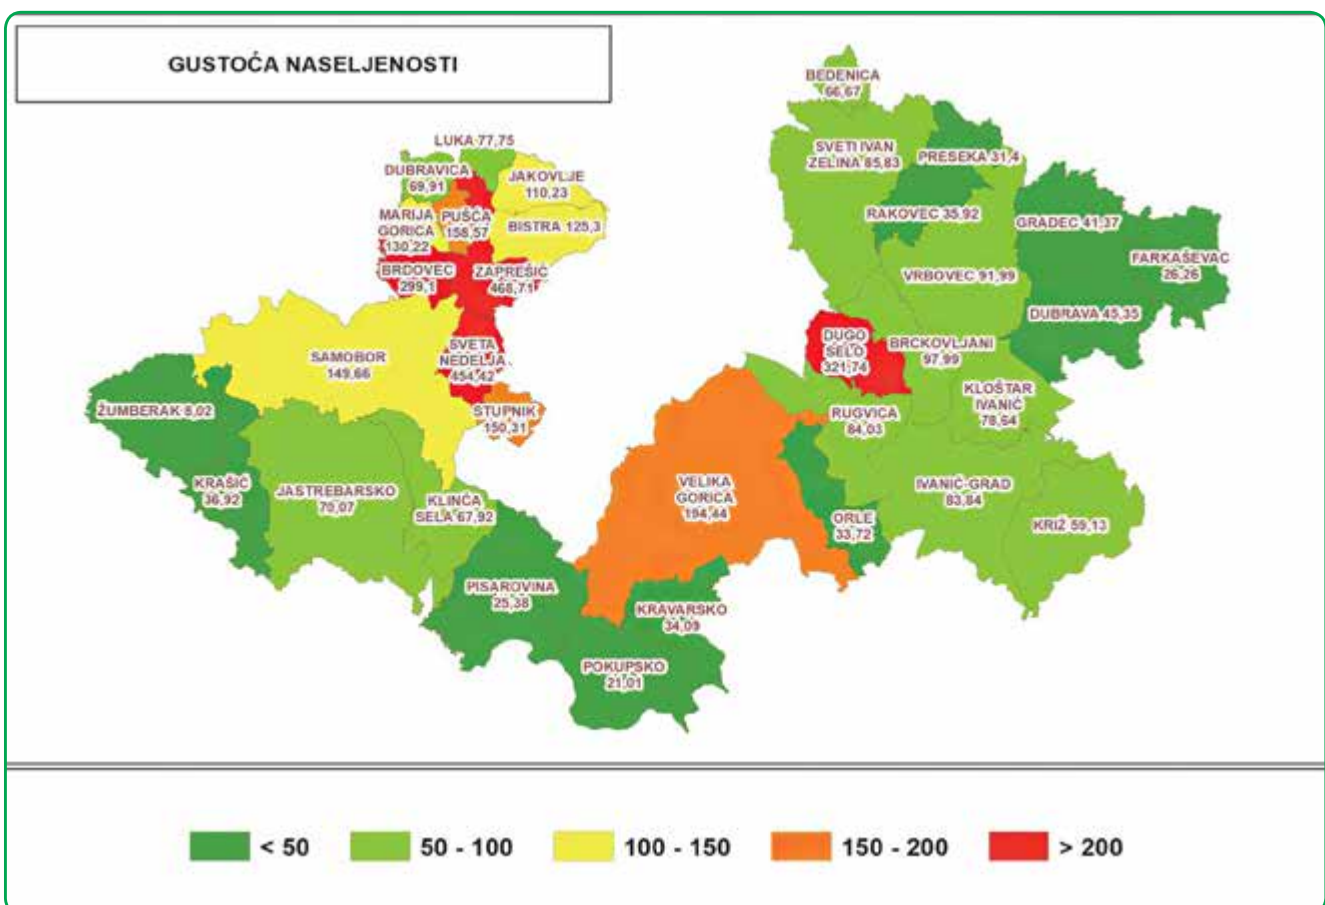 GUSTOĆA NASELJENOSTI
BEDENICA
66,67
LUKA 77,75
DUBRAVICA
69,91
JAKOVLJE
110,23
SVETI IVAN
ZELINA 85,83
PRESEKA 31,4
MARIJA
GORICA
130,22
PUŠĆA
158,57
BISTRA 125,3
RAKOVEC 35,92
GRADEC 41,37
BRDOVEC
299,1
ZAPREŠIĆ
468,71
VRBOVEC 91,99
FARKAŠEVAC
26,26
DUBRAVA 45,35
SAMOBOR
149,66
SVETA
NEDELJA
454,42
DUGO
SELO
321,74
BRCKOVLJANI
97,99
KLOŠTAR
IVANIĆ
78,64
ŽUMBERAK 8,02
STUPNIK
150,31
RUGVICA
84,03
KRAŠIĆ
36,92
JASTREBARSKO
70,07
KLINČA
SELA 67,92
VELIKA
GORICA
194,44
IVANIĆ-GRAD
83,84
ORLE
33,72
KRIŽ 59,13
PISAROVINA
25,38
KRAVARSKO
34,09
POKUPSKO
21,01
< 50
50 - 100
100 - 150
150 - 200
> 200